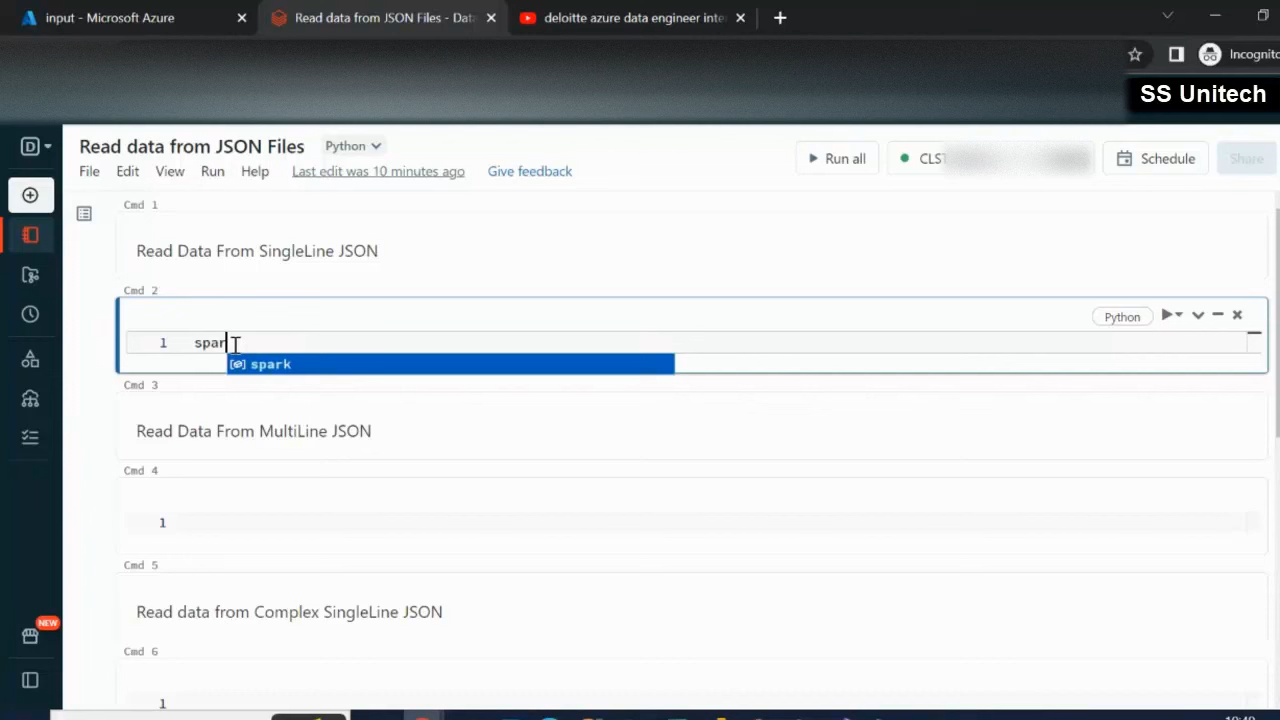 input - Microsoft Azure
Read data from JSON Files - Data
deloitte azure data engineer inte
Incognito
SS Unitech
D
Read data from JSON Files
Python
Run all
CLST
Schedule
Share
File
Edit
View
Run
Help
Last edit was 10 minutes ago
Give feedback
Cmd 1
Read Data From SingleLine JSON
Cmd 2
Python
1 spar
spark
Cmd 3
Read Data From MultiLine JSON
Cmd 4
1
Cmd 5
Read data from Complex SingleLine JSON
NEW
Cmd 6
1